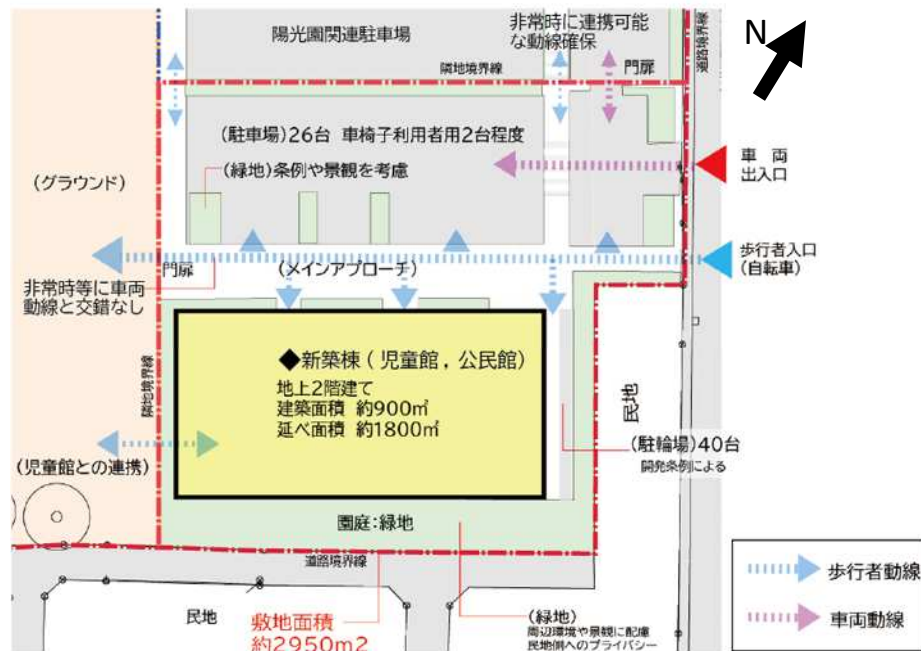 陽光園関連駐車場
非常時に連携可能
な動線確保
N
道路境界線
隣地境界線
門扉
(駐車場)26台 車椅子利用者用2台程度
(緑地)条例や景観を考慮
(グラウンド)
車 両
出入口
歩行者入口
(自転車)
門扉
(メインアプローチ)
非常時等に車両
動線と交錯なし
隣地境界線
◆新築棟(児童館,公民館)
地上2階建て
建築面積 約900㎡
延べ面積 約1800㎡
民地
(駐輪場)40台
開発条例による
(児童館との連携)
園庭:緑地
道路境界線
民地
敷地面積
約2950m2
(緑地)
周辺環境や景観に配慮
民地側へのプライバシー
歩行者動線
車両動線